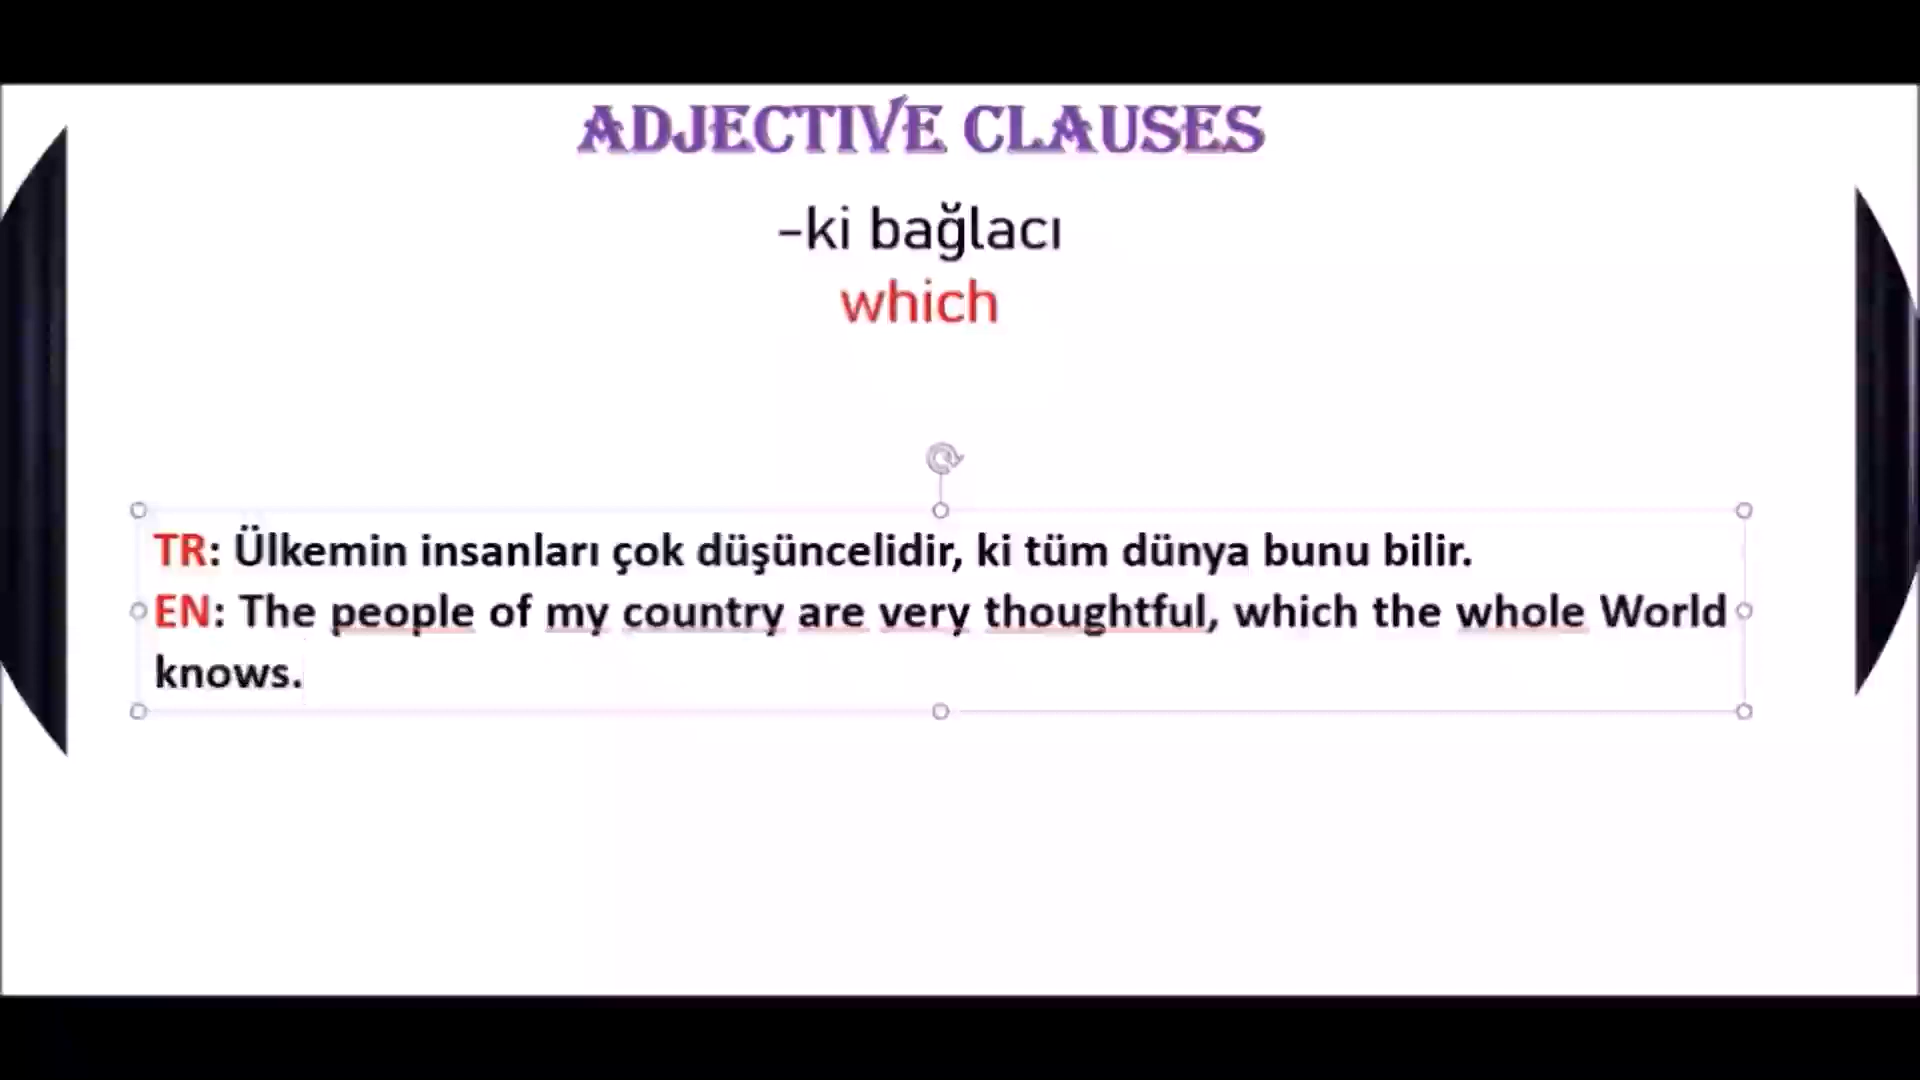 ADJECTIVE CLAUSES
-ki bağlacı
which
TR: Ülkemin insanları çok düşüncelidir, ki tüm dünya bunu bilir.
EN: The people of my country are very thoughtful, which the whole World
knows.